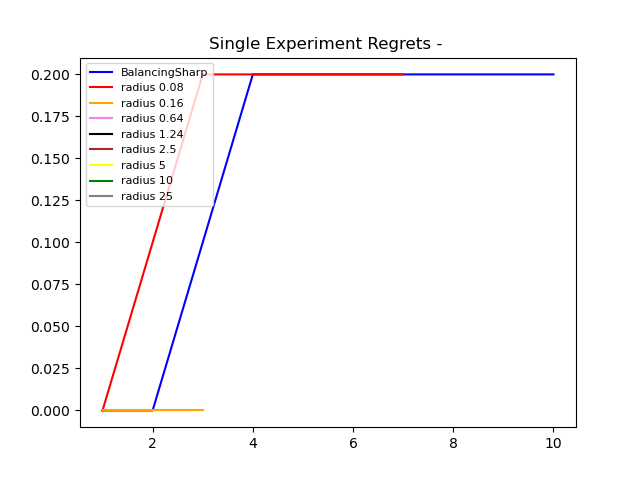 Single Experiment Regrets -
BalancingSharp
radius 0.08
radius 0.16
radius 0.64
radius 1.24
radius 2.5
radius 5
radius 10
radius 25
0.200
0.175
0.150
0.125
0.100
0.075
0.050
0.025
0.000
2 4 6 8 10